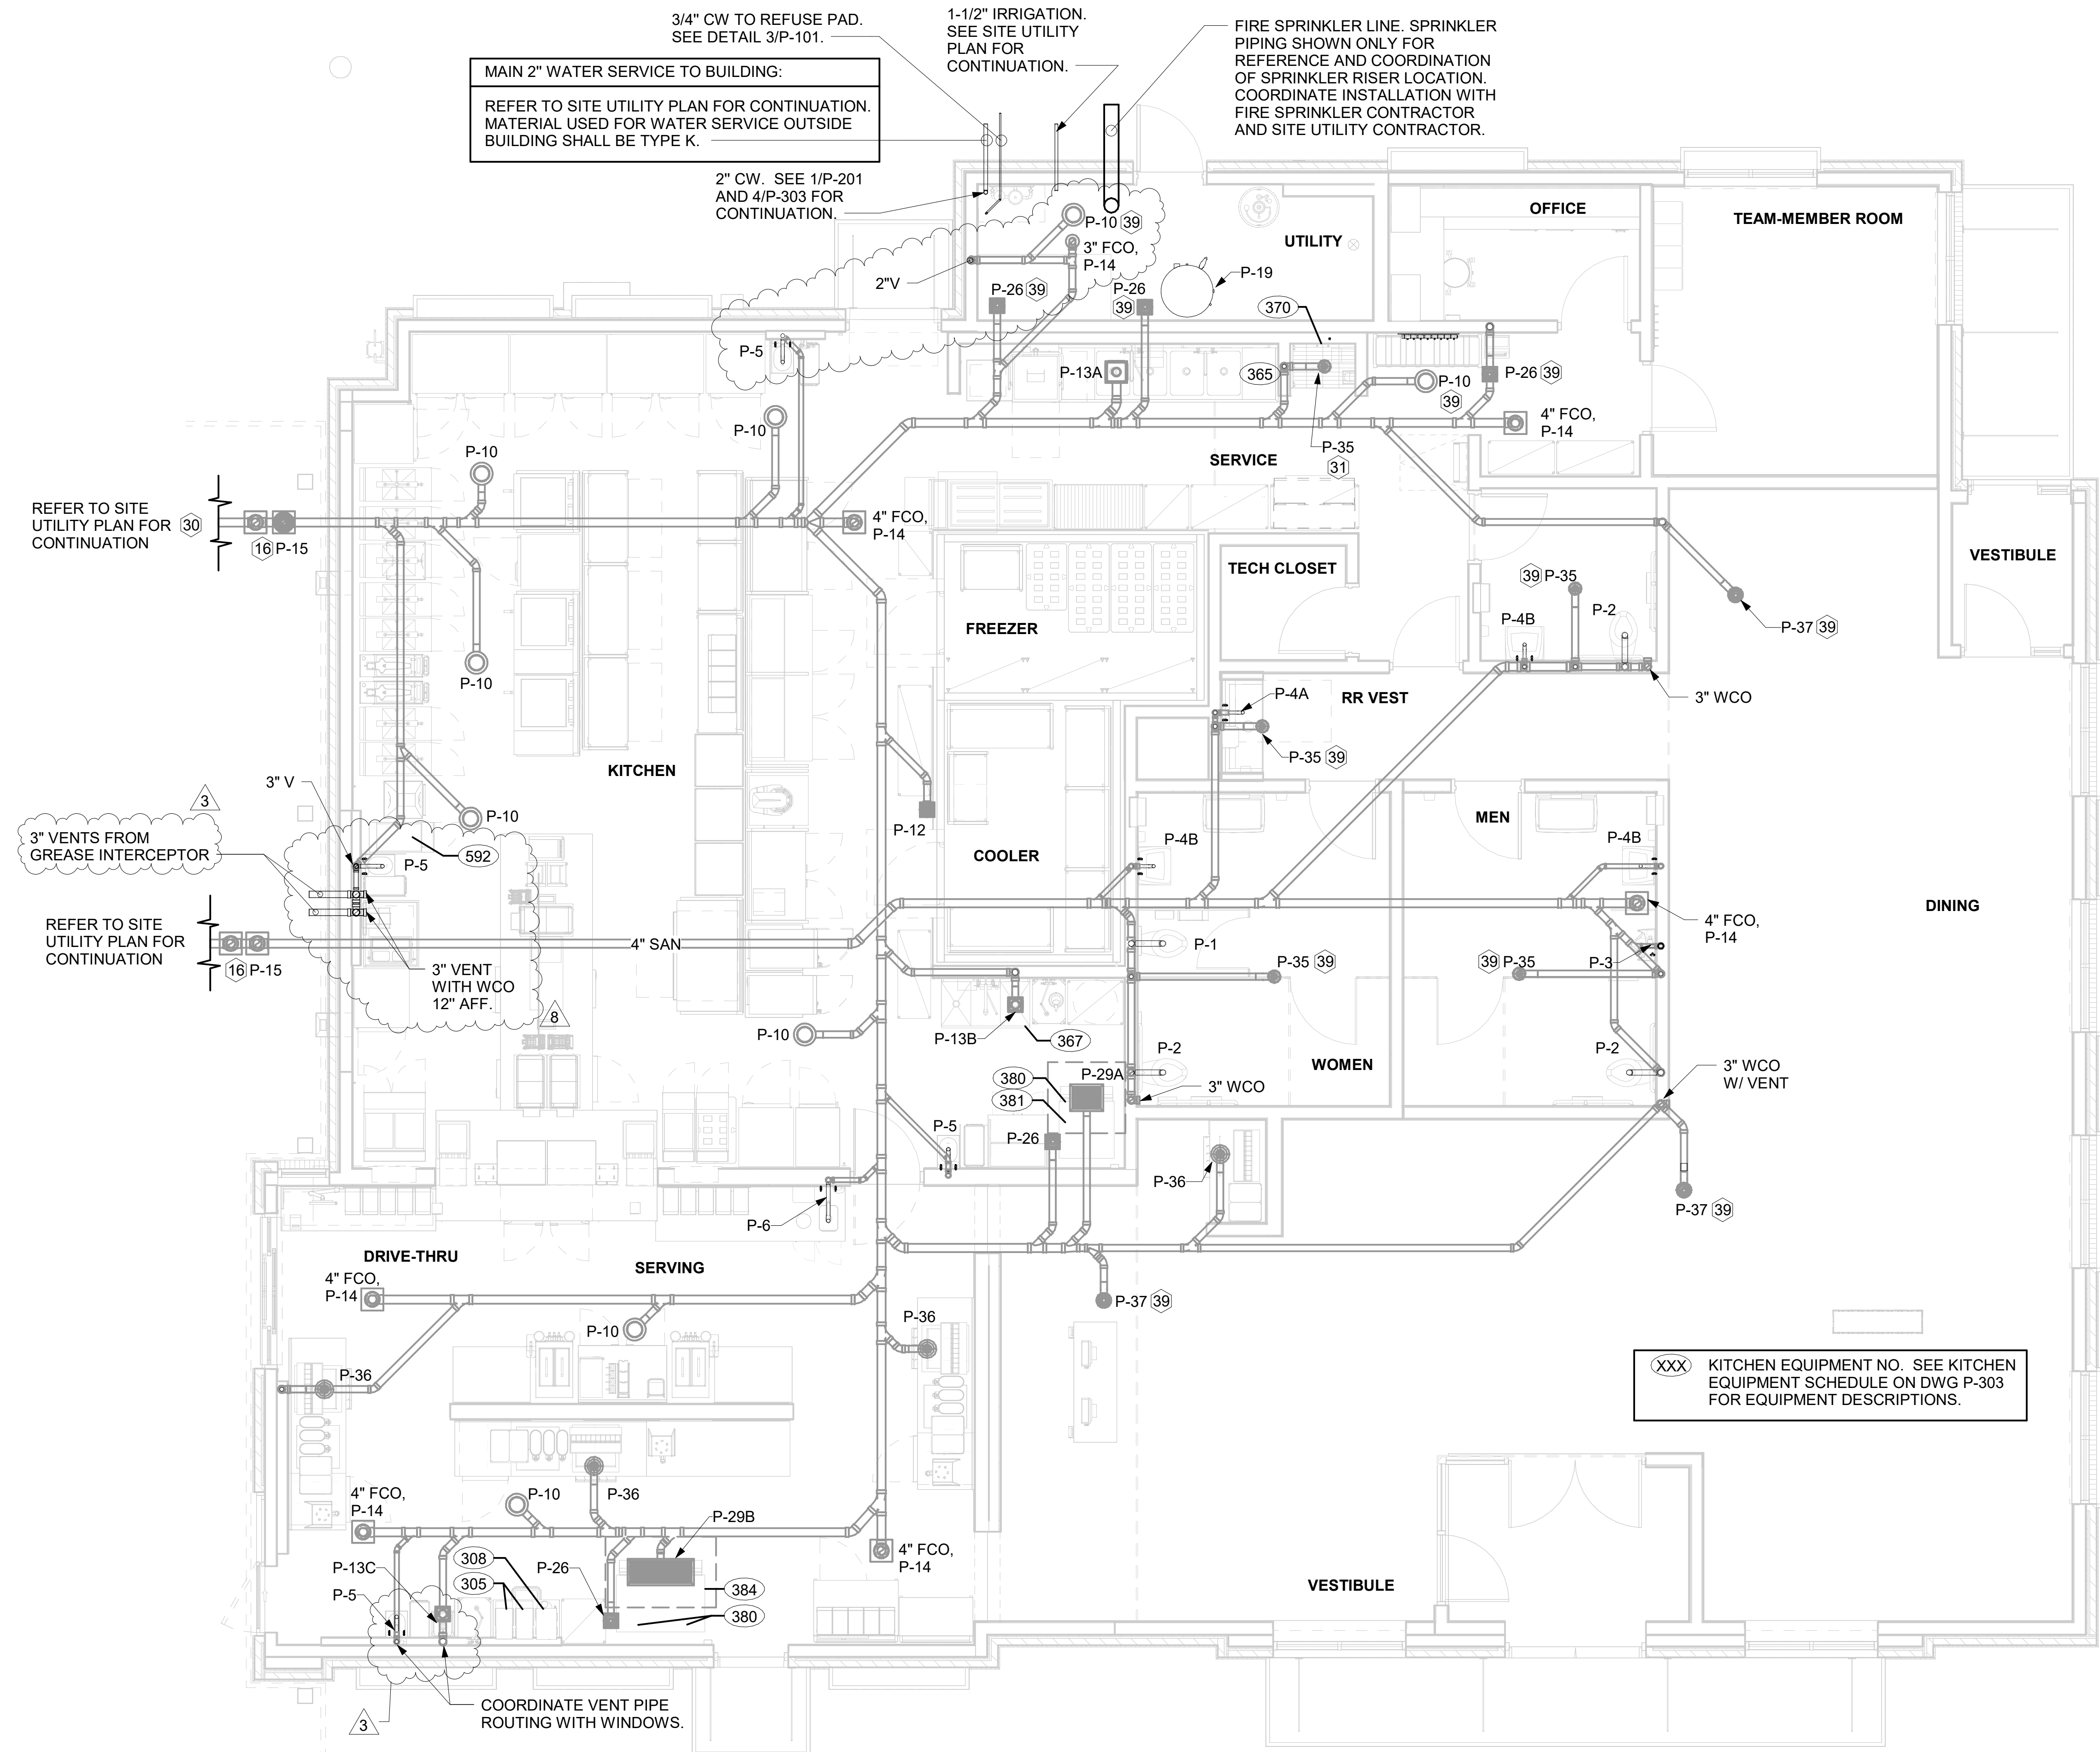 3/4" CW TO REFUSE PAD.
SEE DETAIL 3/P-101.
1-1/2" IRRIGATION.
SEE SITE UTILITY
PLAN FOR
CONTINUATION.
FIRE SPRINKLER LINE. SPRINKLER
PIPING SHOWN ONLY FOR
REFERENCE AND COORDINATION
OF SPRINKLER RISER LOCATION.
COORDINATE INSTALLATION WITH
FIRE SPRINKLER CONTRACTOR
AND SITE UTILITY CONTRACTOR.
MAIN 2" WATER SERVICE TO BUILDING:
REFER TO SITE UTILITY PLAN FOR CONTINUATION.
MATERIAL USED FOR WATER SERVICE OUTSIDE
BUILDING SHALL BE TYPE K.
2" CW. SEE 1/P-201
AND 4/P-303 FOR
CONTINUATION.
P-10 39
3" FCO,
P-14
2"V
UTILITY
OFFICE
TEAM-MEMBER ROOM
P-26 39
P-26
39
P-19
370
P-5
P-13A
365
P-10
39
P-26 39
4" FCO,
P-14
P-10
P-10
SERVICE
P-35
31
REFER TO SITE
UTILITY PLAN FOR
CONTINUATION
30
16 P-15
4" FCO,
P-14
TECH CLOSET
VESTIBULE
39 P-35
P-2
P-4B
P-37 39
FREEZER
P-10
P-4A
RR VEST
3" WCO
P-35 39
KITCHEN
3" V
3
P-10
P-12
MEN
3" VENTS FROM
GREASE INTERCEPTOR
592
P-5
COOLER
P-4B
P-4B
DINING
REFER TO SITE
UTILITY PLAN FOR
CONTINUATION
16 P-15
4" SAN
P-1
4" FCO,
P-14
P-3
P-35 39
39 P-35
3" VENT
WITH WCO
12" AFF.
8
P-10
P-13B
367
P-2
WOMEN
P-2
3" WCO
W/ VENT
380
381
P-29A
3" WCO
P-5
P-26
P-36
P-6
P-37 39
DRIVE-THRU
SERVING
4" FCO,
P-14
P-37 39
P-10
P-36
P-36
XXX
KITCHEN EQUIPMENT NO. SEE KITCHEN
EQUIPMENT SCHEDULE ON DWG P-303
FOR EQUIPMENT DESCRIPTIONS.
4" FCO,
P-14
P-10
P-36
P-29B
4" FCO,
P-14
P-13C
308
305
P-26
384
380
P-5
VESTIBULE
COORDINATE VENT PIPE
ROUTING WITH WINDOWS.
3